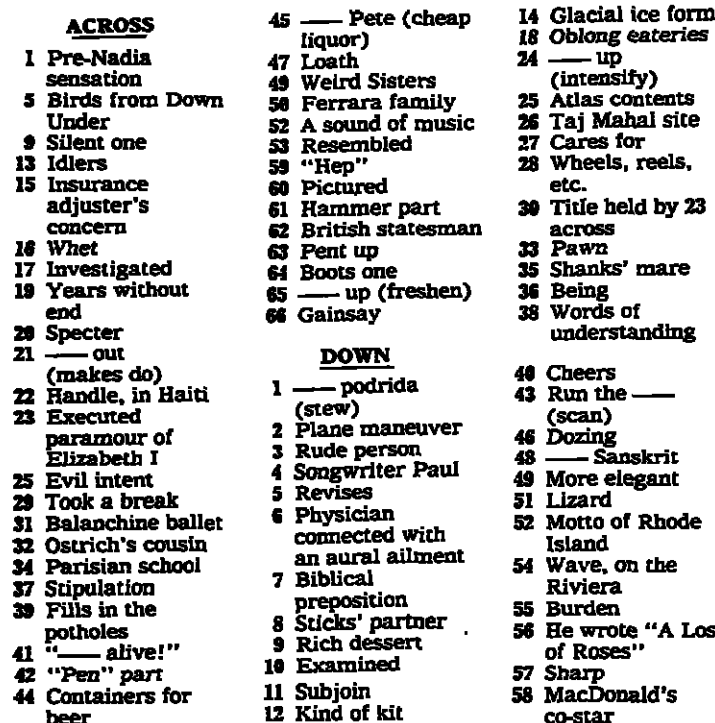 ACROSS
1 Pre-Nadia
sensation
5 Birds from Down
Under
9 Silent one
13 Idlers
15 Insurance
adjuster's
concern
16 Whet
17 Investigated
19 Years without
end
20 Specter
21 —— out
(makes do)
22 Handle, in Haiti
23 Executed
paramour of
Elizabeth I
25 Evil intent
29 Took a break
31 Balanchine ballet
32 Ostrich's cousin
34 Parisian school
37 Stipulation
39 Fills in the
potholes
41 "—— alive!"
42 "Pen" part
44 Containers for
beer
45 —— Pete (cheap
liquor)
47 Loath
49 Weird Sisters
50 Ferrara family
52 A sound of music
53 Resembled
59 "Hep"
60 Pictured
61 Hammer part
62 British statesman
63 Pent up
64 Boots one
65 —— up (freshen)
66 Gainsay
DOWN
1 —— podrida
(stew)
2 Plane maneuver
3 Rude person
4 Songwriter Paul
5 Revises
6 Physician
connected with
an aural ailment
7 Biblical
preposition
8 Sticks' partner
9 Rich dessert
10 Examined
11 Subjoin
12 Kind of kit
14 Glacial ice form
18 Oblong eateries
24 —— up
(intensify)
25 Atlas contents
26 Taj Mahal site
27 Cares for
28 Wheels, reels,
etc.
30 Title held by 23
across
33 Pawn
35 Shanks' mare
36 Being
38 Words of
understanding
40 Cheers
43 Run the ——
(scan)
46 Dozing
48 —— Sanskrit
49 More elegant
51 Lizard
52 Motto of Rhode
Island
54 Wave, on the
Riviera
55 Burden
56 He wrote "A Los
of Roses"
57 Sharp
58 MacDonald's
co-star